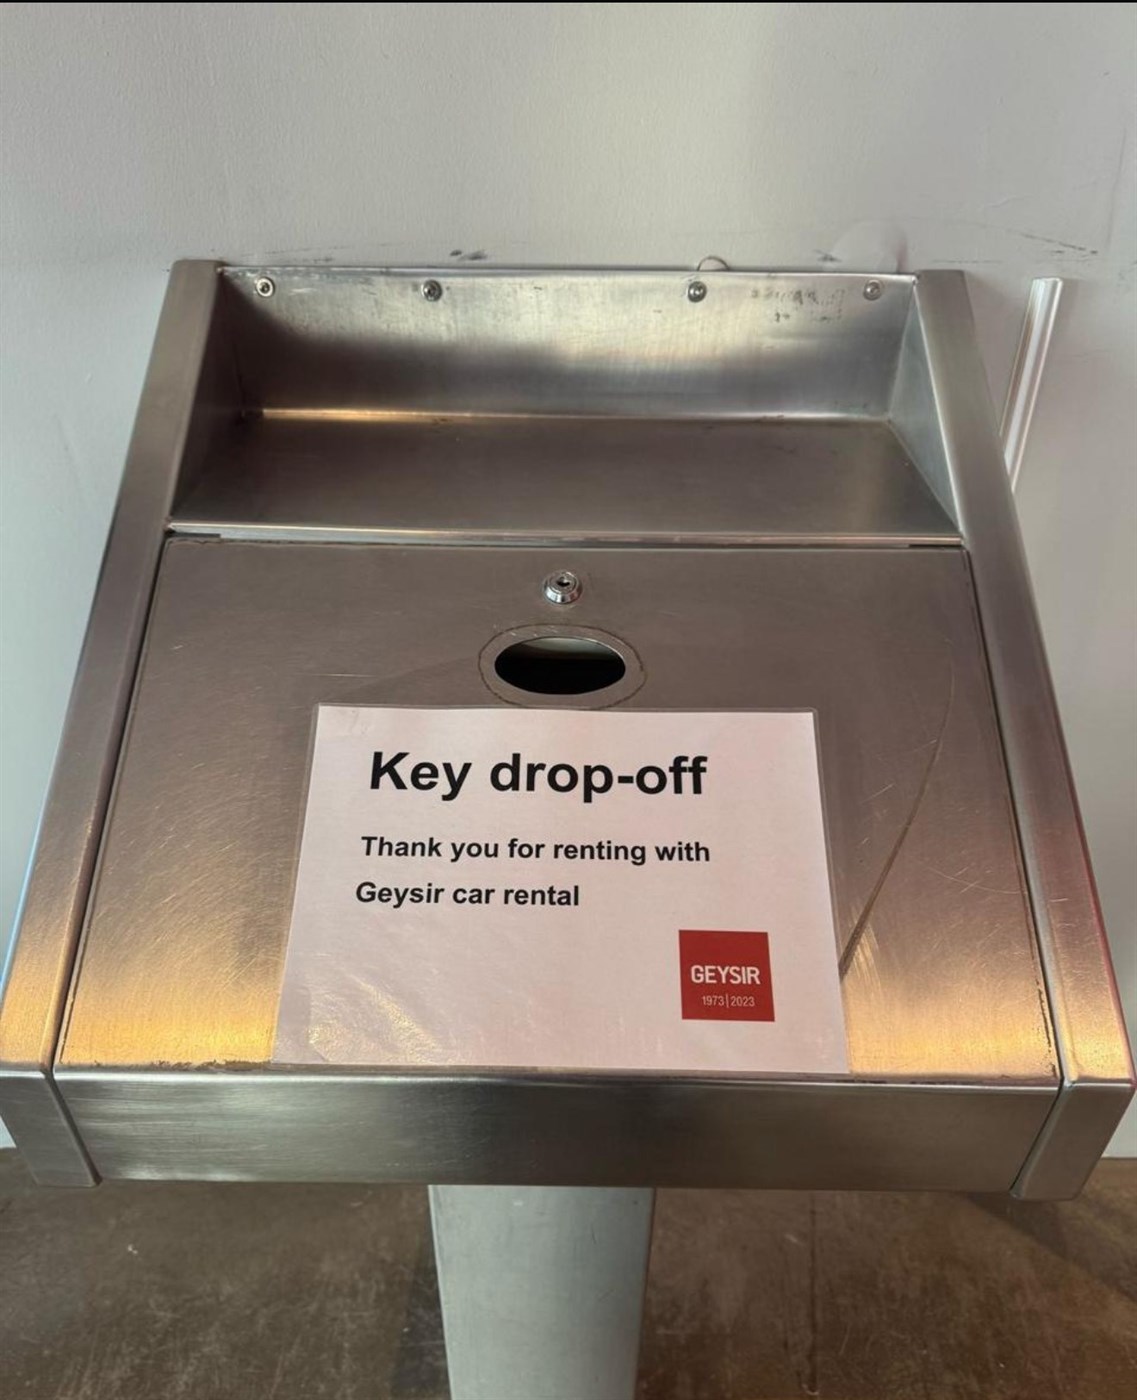 Key drop-off
Thank you for renting with
Geysir car rental
GEYSIR
1973|2023